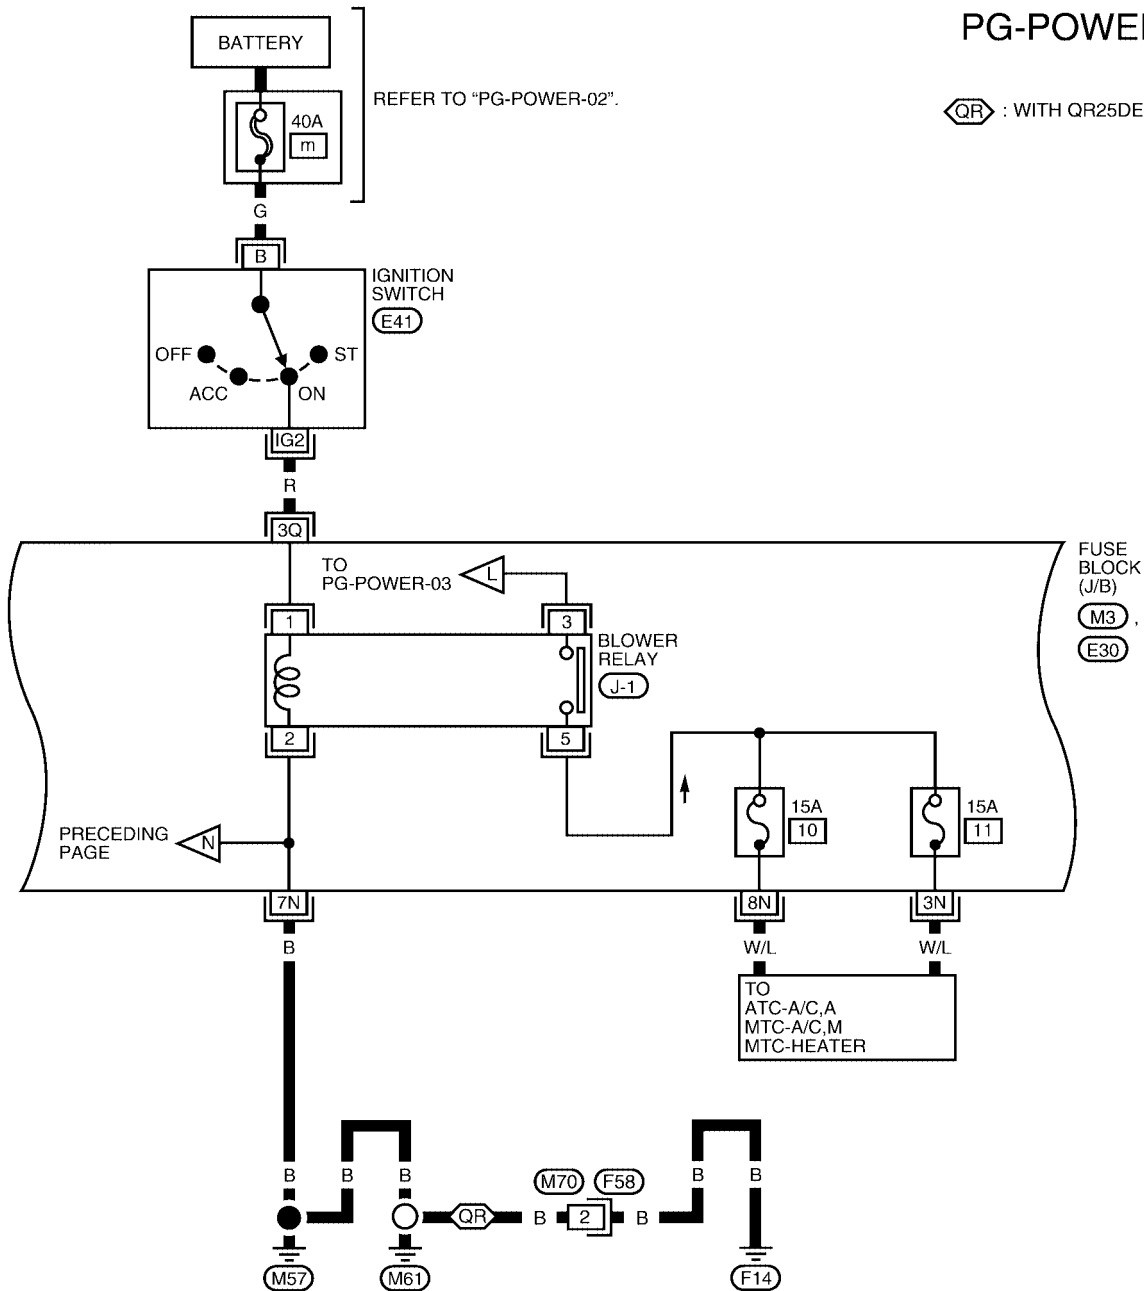 PG-POWER
BATTERY
REFER TO "PG-POWER-02".
40A
m
QR : WITH QR25DE
G
B
IGNITION
SWITCH
E41
OFF
ST
ACC
ON
IG2
R
3Q
TO
PG-POWER-03
L
FUSE
BLOCK
(J/B)
M3 ,
E30
1
3
BLOWER
RELAY
J-1
2
5
15A
10
15A
11
PRECEDING
PAGE
N
7N
8N
3N
B
W/L
W/L
TO
ATC-A/C,A
MTC-A/C,M
MTC-HEATER
B
B
B
M70
F58
B
B
QR
B
2
B
M57
M61
F14